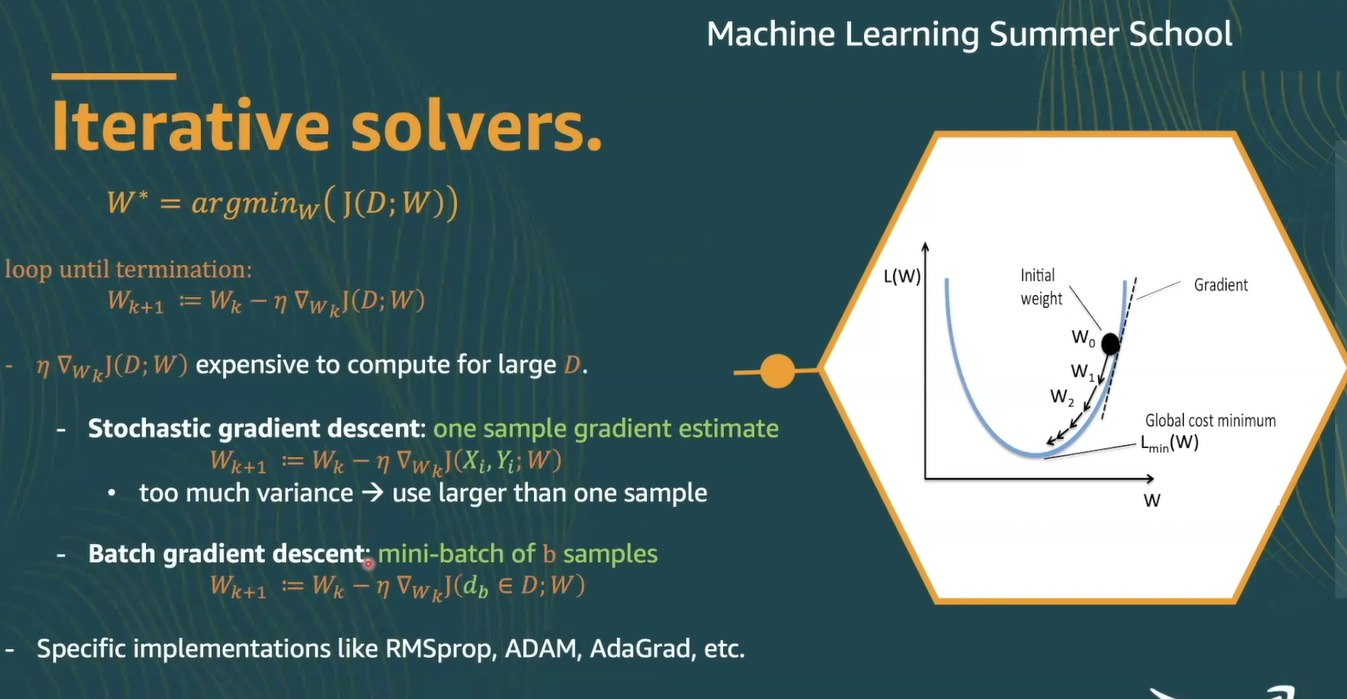 Machine Learning Summer School
Iterative solvers.
W* = argmin_W( J(D; W))
loop until termination:
W_{k+1} := W_k − η ∇_{W_k}J(D; W)
- η ∇_{W_k}J(D; W) expensive to compute for large D.
- Stochastic gradient descent: one sample gradient estimate
W_{k+1} := W_k − η ∇_{W_k}J(X_i, Y_i; W)
• too much variance → use larger than one sample
- Batch gradient descent: mini-batch of b samples
W_{k+1} := W_k − η ∇_{W_k}J(d_b ∈ D; W)
- Specific implementations like RMSprop, ADAM, AdaGrad, etc.
L(W)
Initial
weight
Gradient
W_0
W_1
W_2
Global cost minimum
L_{min}(W)
W